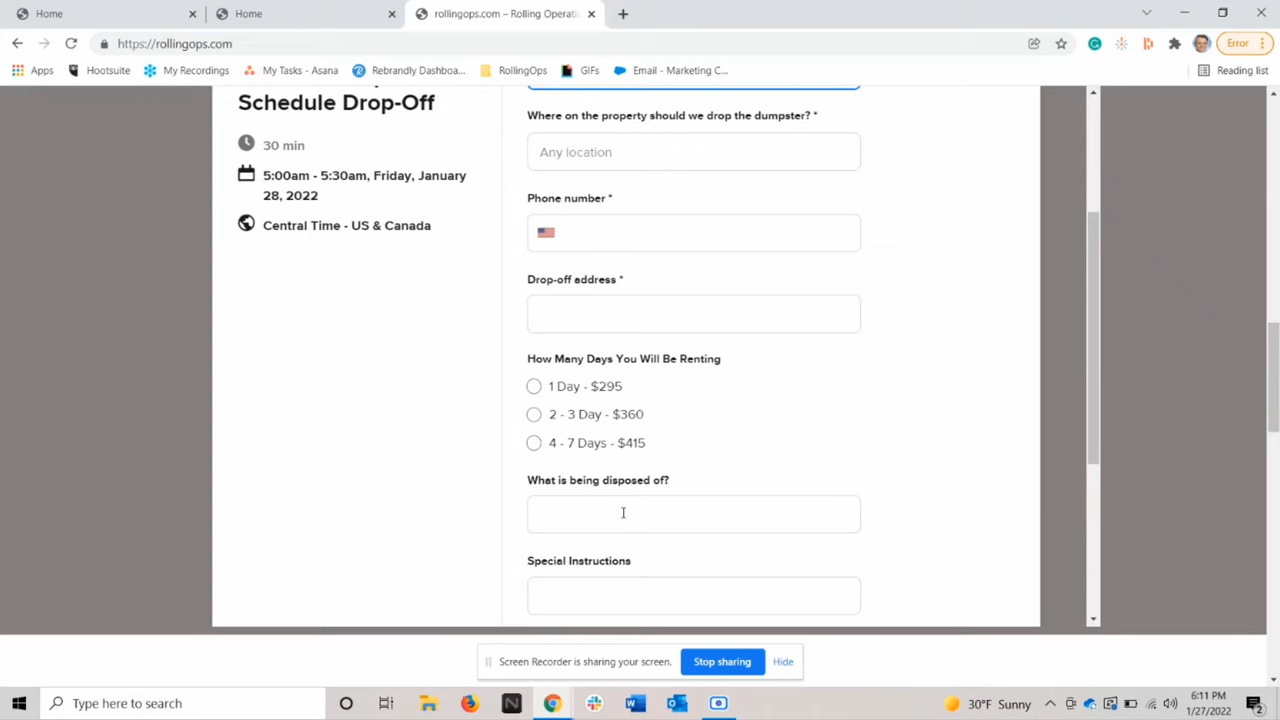 Home
Home
rollingops.com – Rolling Operati
https://rollingops.com
Error
Apps
Hootsuite
My Recordings
My Tasks - Asana
Rebrandly Dashboa...
RollingOps
GIFs
Email - Marketing C...
Reading list
Schedule Drop-Off
30 min
5:00am - 5:30am, Friday, January
28, 2022
Central Time - US & Canada
Where on the property should we drop the dumpster? *
Any location
Phone number *
Drop-off address *
How Many Days You Will Be Renting
1 Day - $295
2 - 3 Day - $360
4 - 7 Days - $415
What is being disposed of?
Special Instructions
Screen Recorder is sharing your screen.
Stop sharing
Hide
Type here to search
30°F Sunny
6:11 PM
1/27/2022
2